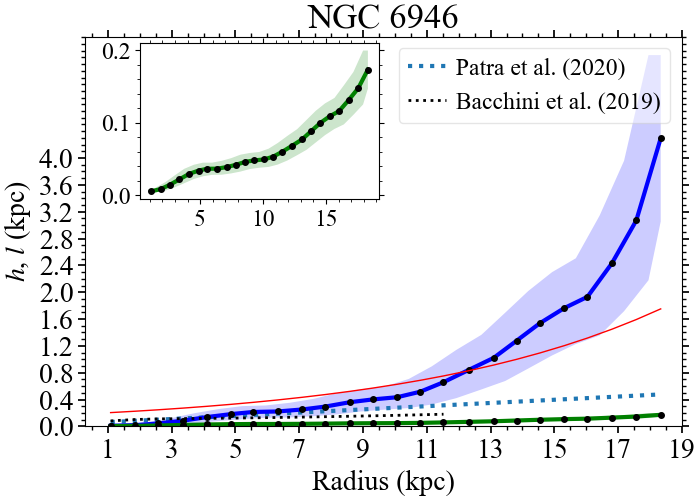 NGC 6946
0.2
0.1
0.0
5 10 15
Patra et al. (2020)
Bacchini et al. (2019)
h, l (kpc)
4.0
3.6
3.2
2.8
2.4
2.0
1.6
1.2
0.8
0.4
0.0
1 3 5 7 9 11 13 15 17 19
Radius (kpc)